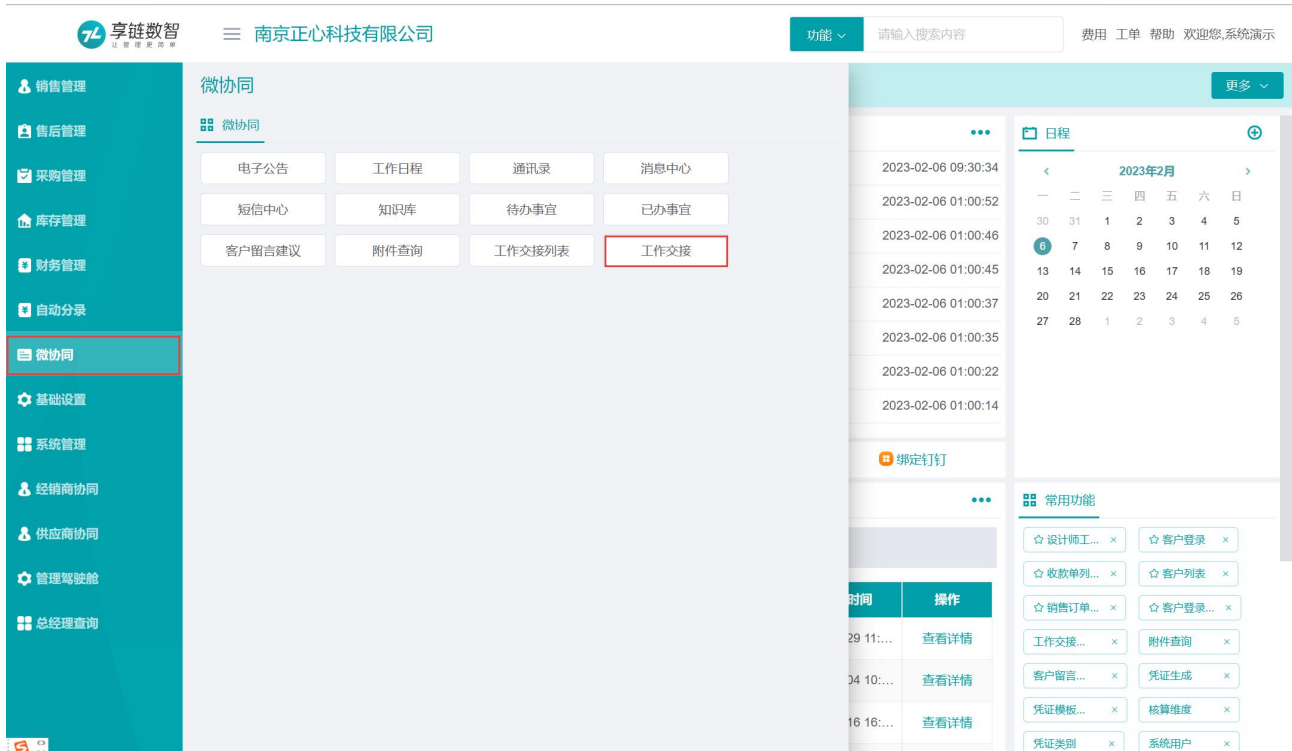 享链数智
让管理更简单
南京正心科技有限公司
功能
请输入搜索内容
费用 工单 帮助 欢迎您,系统演示
销售管理
售后管理
采购管理
库存管理
财务管理
自动分录
微协同
基础设置
系统管理
经销商协同
供应商协同
管理驾驶舱
总经理查询
微协同
微协同
电子公告 工作日程 通讯录 消息中心
短信中心 知识库 待办事宜 已办事宜
客户留言建议 附件查询 工作交接列表 工作交接
更多
2023-02-06 09:30:34
2023-02-06 01:00:52
2023-02-06 01:00:46
2023-02-06 01:00:45
2023-02-06 01:00:37
2023-02-06 01:00:35
2023-02-06 01:00:22
2023-02-06 01:00:14
绑定钉钉
时间 操作
29 11:... 查看详情
04 10:... 查看详情
16 16:... 查看详情
日程
2023年2月
一 二 三 四 五 六 日
30 31 1 2 3 4 5
6 7 8 9 10 11 12
13 14 15 16 17 18 19
20 21 22 23 24 25 26
27 28 1 2 3 4 5
常用功能
设计师工... × 客户登录 ×
收款单列... × 客户列表 ×
销售订单... × 客户登录... ×
工作交接... × 附件查询 ×
客户留言... × 凭证生成 ×
凭证模板... × 核算维度 ×
凭证类别 × 系统用户 ×